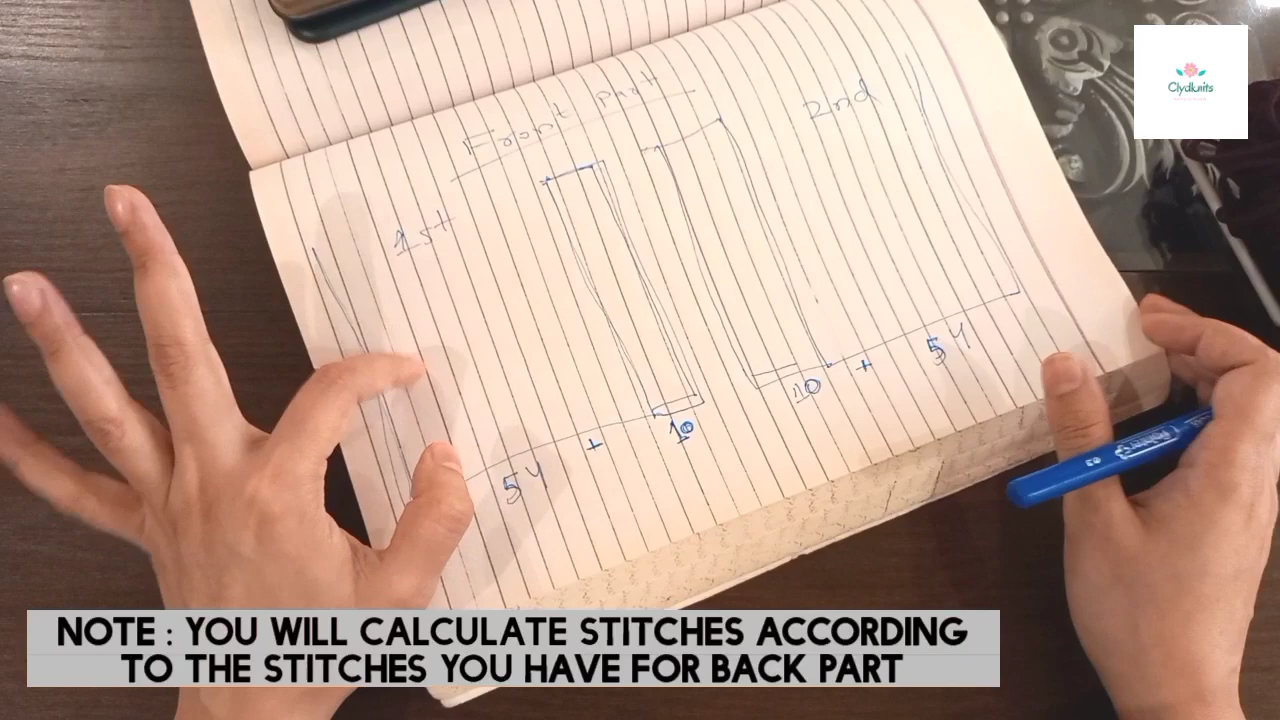 Clydknits
Front part
2nd
1st
10 + 54
54 + 10
NOTE : YOU WILL CALCULATE STITCHES ACCORDING
TO THE STITCHES YOU HAVE FOR BACK PART